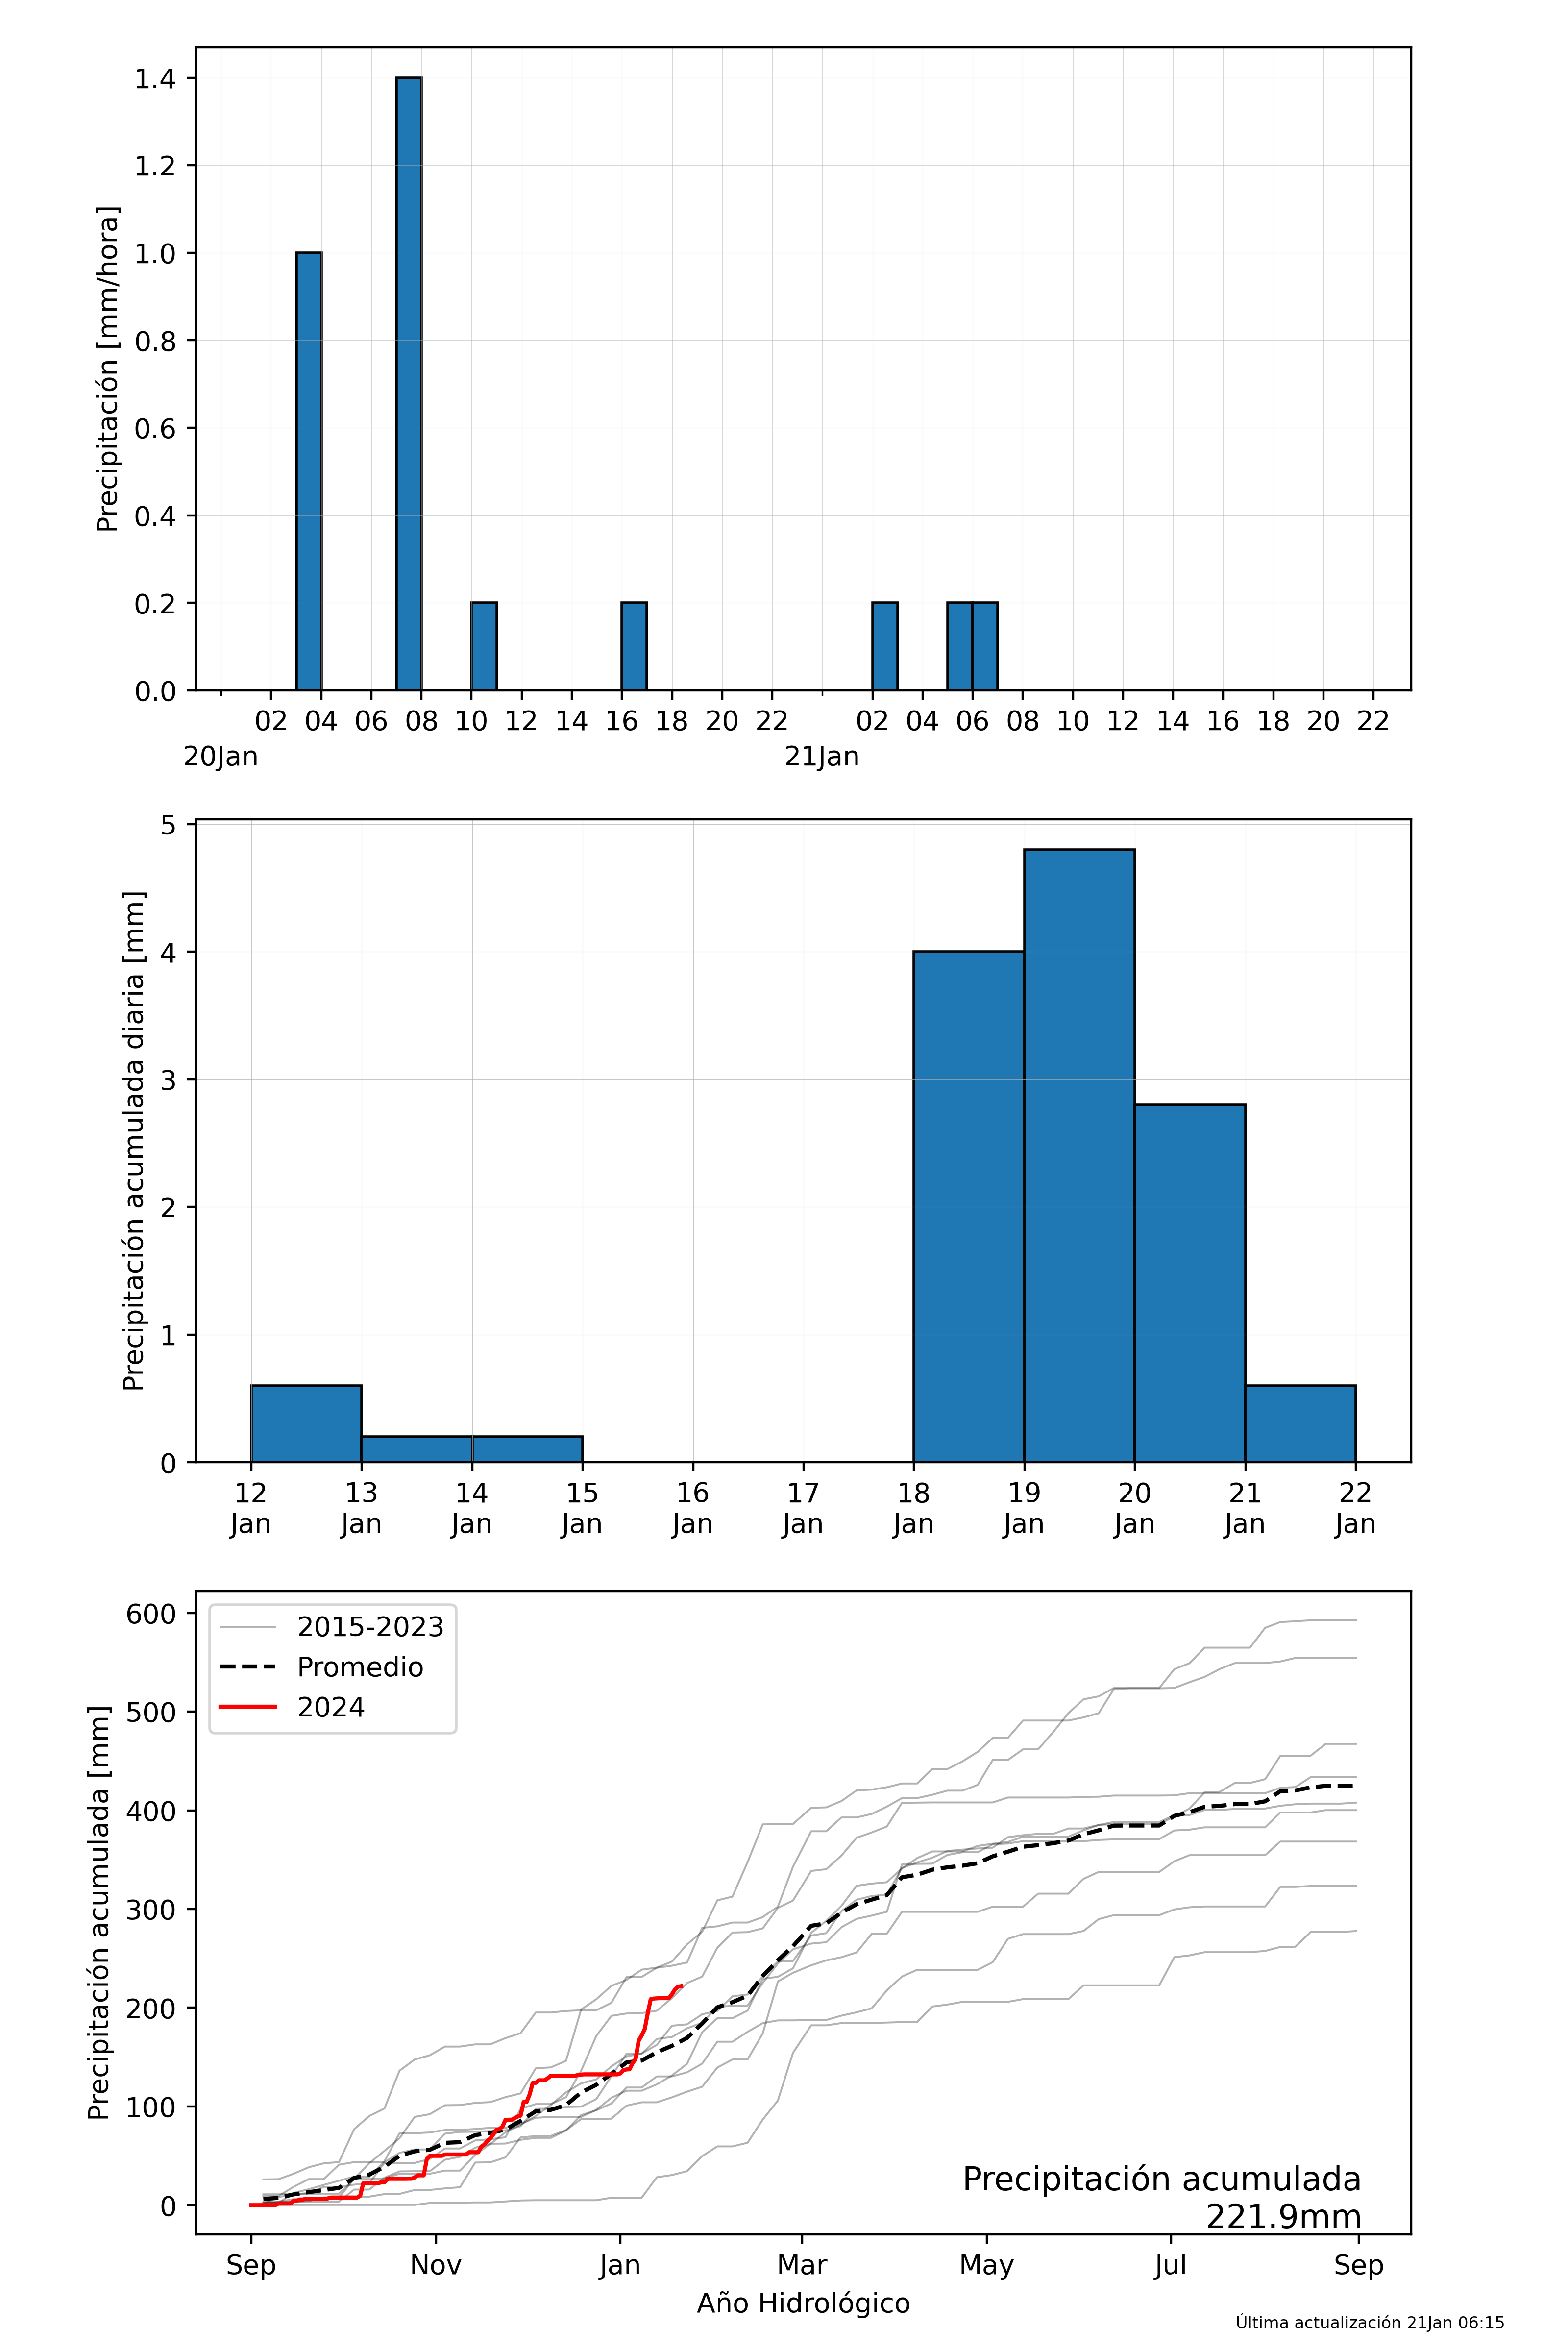 Precipitación [mm/hora]
1.4
1.2
1.0
0.8
0.6
0.4
0.2
0.0
02 04 06 08 10 12 14 16 18 20 22 02 04 06 08 10 12 14 16 18 20 22
20Jan 21Jan
Precipitación acumulada diaria [mm]
5
4
3
2
1
0
12 13 14 15 16 17 18 19 20 21 22
Jan Jan Jan Jan Jan Jan Jan Jan Jan Jan Jan
Precipitación acumulada [mm]
600
500
400
300
200
100
0
2015-2023
Promedio
2024
Precipitación acumulada
221.9mm
Sep Nov Jan Mar May Jul Sep
Año Hidrológico
Última actualización 21Jan 06:15